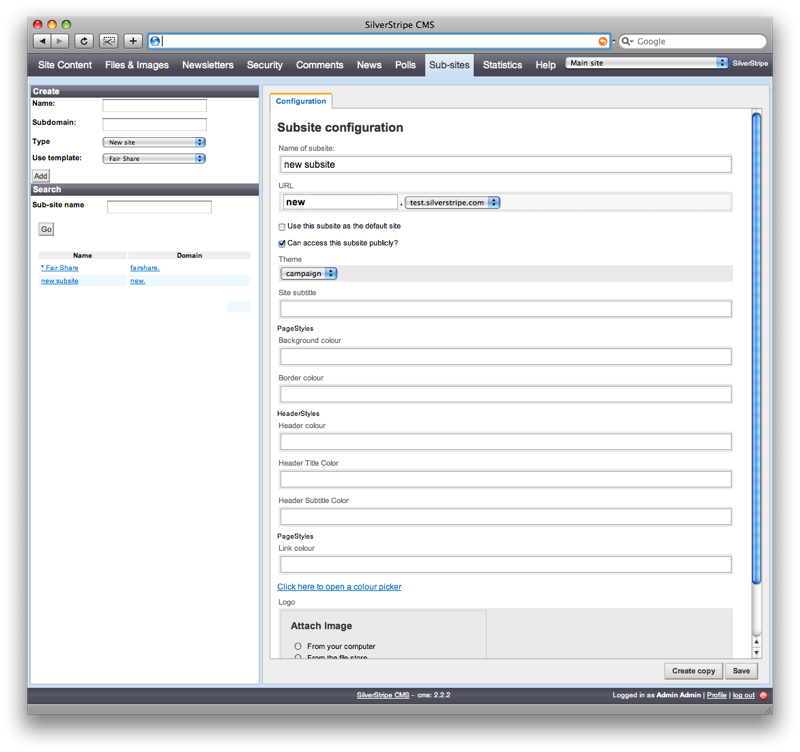 SilverStripe CMS
Google
Site Content Files & Images Newsletters Security Comments News Polls Sub-sites Statistics Help Main site SilverStripe
Create
Name:
Subdomain:
Type New site
Use template: Fair Share
Add
Search
Sub-site name
Go
Name Domain
* Fair Share fairshare.
new subsite new.
Configuration
Subsite configuration
Name of subsite:
new subsite
URL
new . test.silverstripe.com
Use this subsite as the default site
Can access this subsite publicly?
Theme
campaign
Site subtitle
PageStyles
Background colour
Border colour
HeaderStyles
Header colour
Header Title Color
Header Subtitle Color
PageStyles
Link colour
Click here to open a colour picker
Logo
Attach Image
From your computer
From the file store
Create copy Save
SilverStripe CMS - cms: 2.2.2
Logged in as Admin Admin | Profile | log out